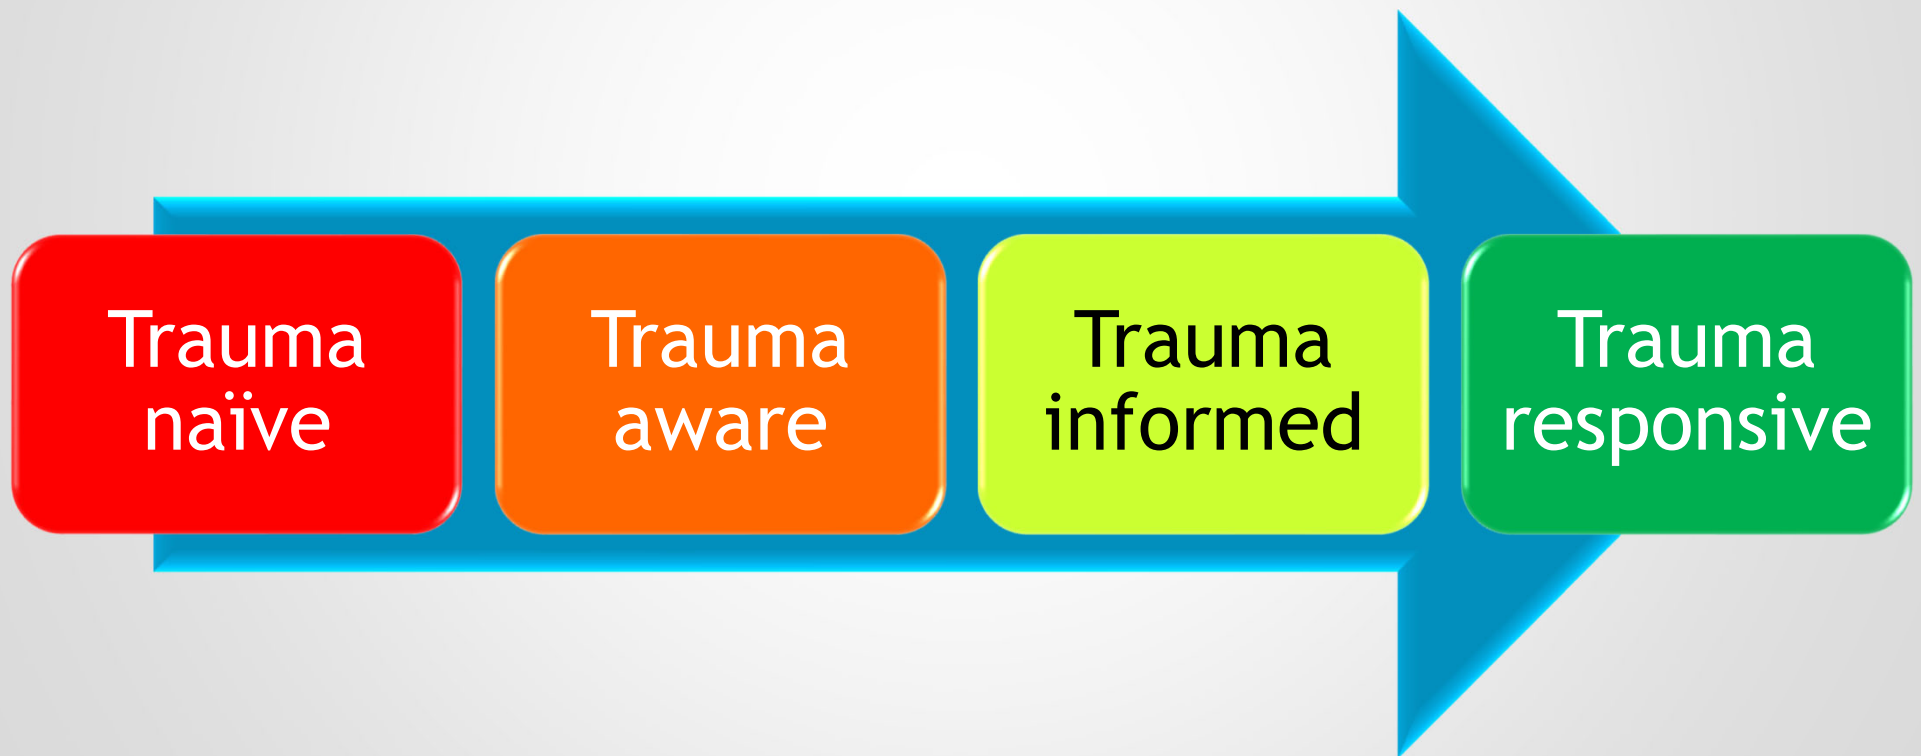 Trauma
naïve
Trauma
aware
Trauma
informed
Trauma
responsive